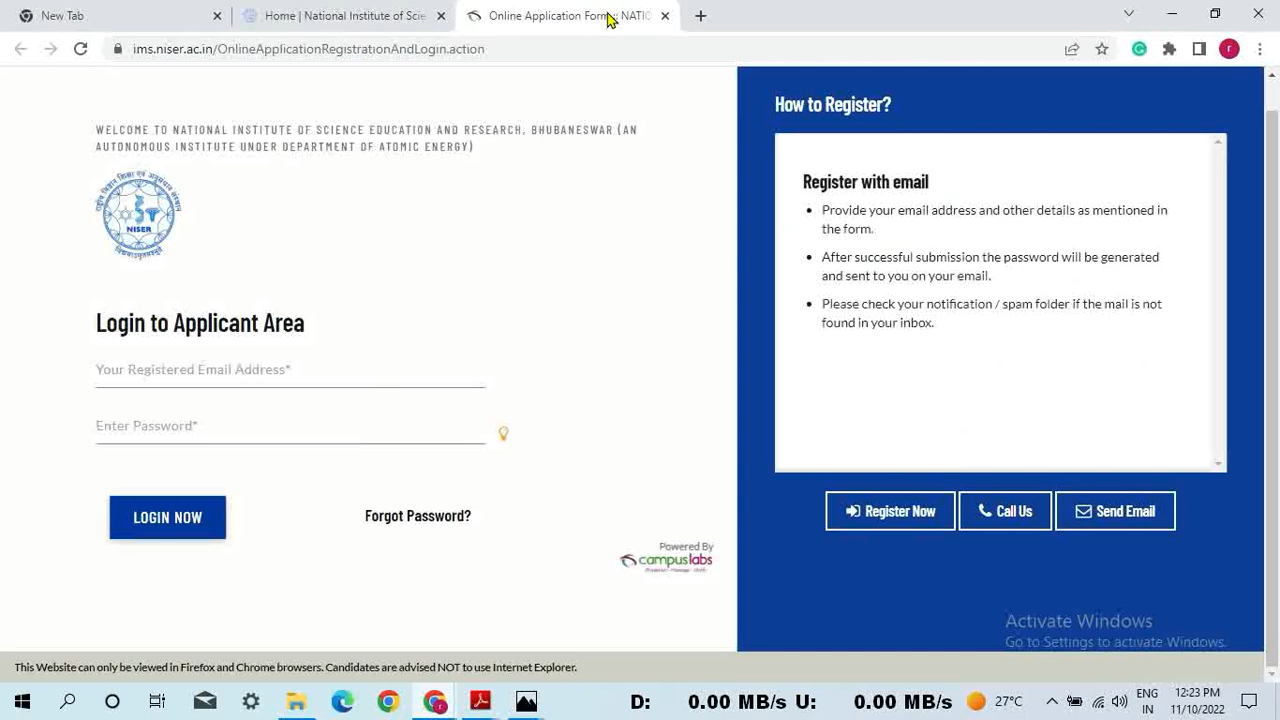 New Tab
Home | National Institute of Scie
Online Application Form
ims.niser.ac.in/OnlineApplicationRegistrationAndLogin.action
r
WELCOME TO NATIONAL INSTITUTE OF SCIENCE EDUCATION AND RESEARCH, BHUBANESWAR (AN
AUTONOMOUS INSTITUTE UNDER DEPARTMENT OF ATOMIC ENERGY)
NISER
Login to Applicant Area
Your Registered Email Address*
Enter Password*
LOGIN NOW
Forgot Password?
Powered By
campuslabs
How to Register?
Register with email
• Provide your email address and other details as mentioned in
the form.
• After successful submission the password will be generated
and sent to you on your email.
• Please check your notification / spam folder if the mail is not
found in your inbox.
Register Now
Call Us
Send Email
Activate Windows
Go to Settings to activate Windows.
This Website can only be viewed in Firefox and Chrome browsers. Candidates are advised NOT to use Internet Explorer.
D: 0.00 MB/s U: 0.00 MB/s
27°C
ENG
IN
12:23 PM
11/10/2022